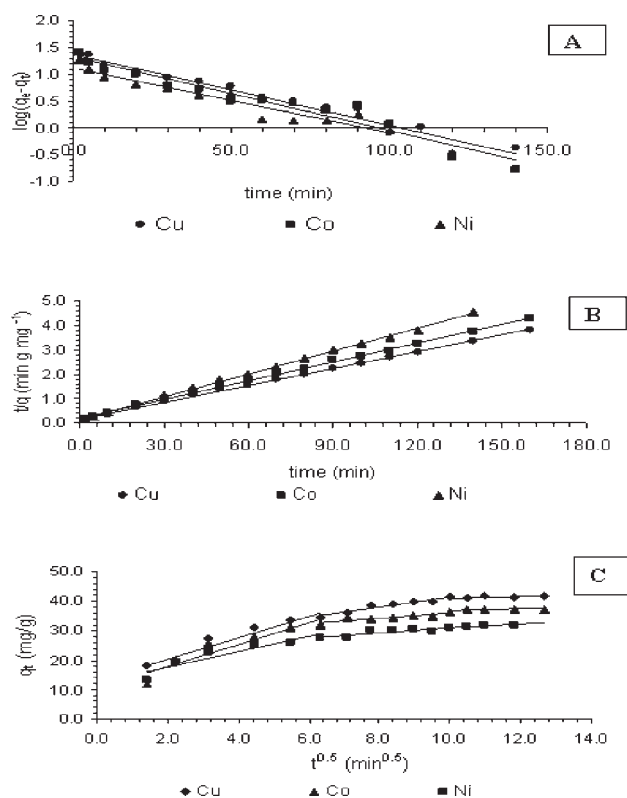 A
2.0
1.5
1.0
0.5
0.0
-0.5
-1.0
log(qe-qt)
0.0 50.0 100.0 150.0
time (min)
Cu Co Ni
B
5.0
4.0
3.0
2.0
1.0
0.0
t/q (min g mg⁻¹)
0.0 30.0 60.0 90.0 120.0 150.0 180.0
time (min)
Cu Co Ni
C
50.0
40.0
30.0
20.0
10.0
0.0
qt (mg/g)
0.0 2.0 4.0 6.0 8.0 10.0 12.0 14.0
t^0.5 (min^0.5)
Cu Co Ni